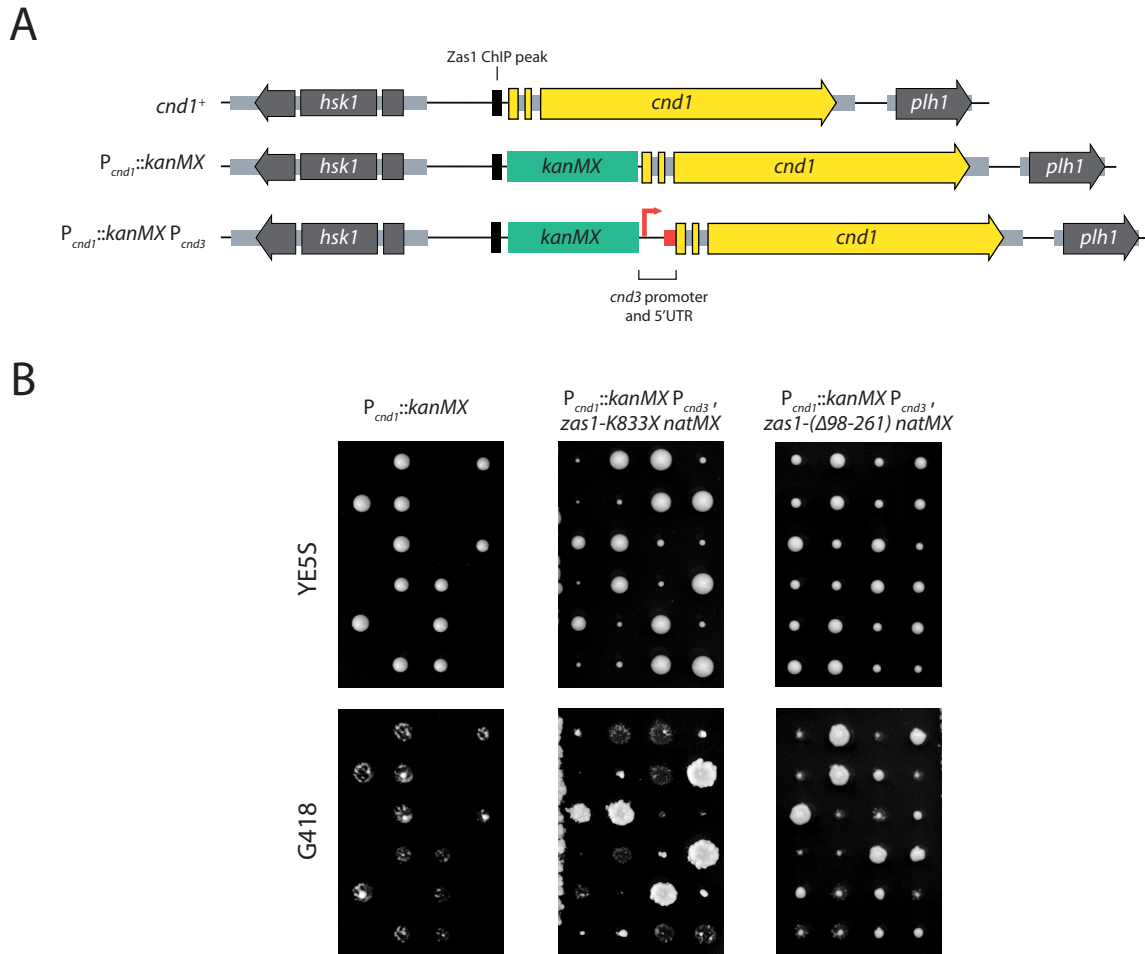 A
Zas1 ChIP peak
cnd1⁺
hsk1
cnd1
plh1
Pcnd1::kanMX
hsk1
kanMX
cnd1
plh1
Pcnd1::kanMX Pcnd3
hsk1
kanMX
cnd1
plh1
cnd3 promoter
and 5'UTR
B
Pcnd1::kanMX
Pcnd1::kanMX Pcnd3 ,
zas1-K833X natMX
Pcnd1::kanMX Pcnd3 ,
zas1-(Δ98-261) natMX
YE5S
G418